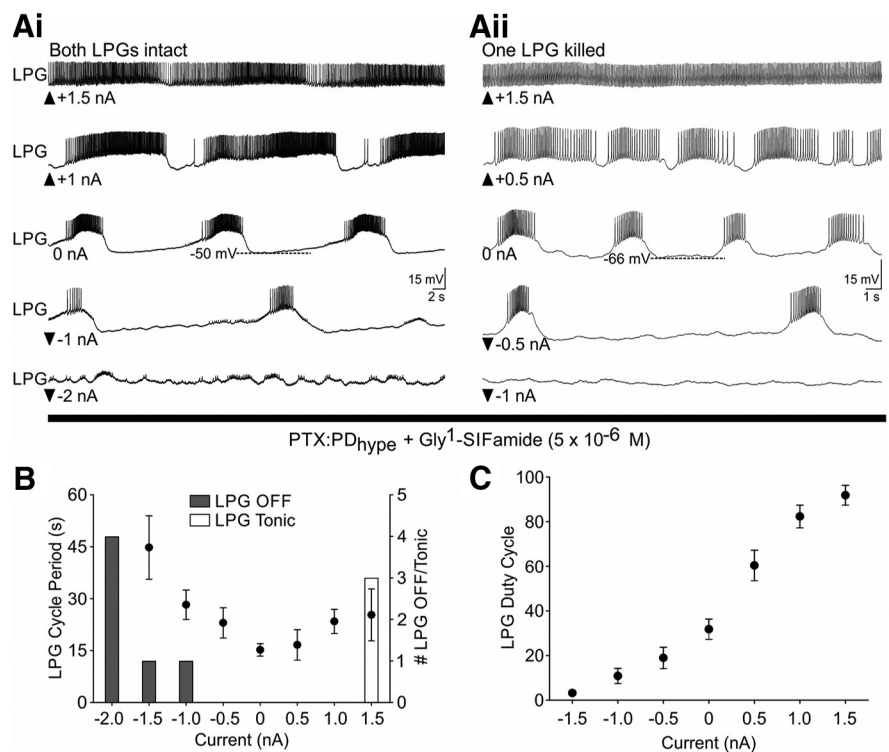 Ai
Both LPGs intact
LPG
▲ +1.5 nA
LPG
▲ +1 nA
LPG
0 nA
-50 mV
15 mV
2 s
LPG
▼ -1 nA
LPG
▼ -2 nA
Aii
One LPG killed
▲ +1.5 nA
▲ +0.5 nA
0 nA
-66 mV
15 mV
1 s
▼ -0.5 nA
▼ -1 nA
PTX:PDhype + Gly1-SIFamide (5 x 10-6 M)
B
LPG OFF
LPG Tonic
LPG Cycle Period (s)
60
45
30
15
0
5
4
3
2
1
0
# LPG OFF/Tonic
-2.0 -1.5 -1.0 -0.5 0 0.5 1.0 1.5
Current (nA)
C
LPG Duty Cycle
100
80
60
40
20
0
-1.5 -1.0 -0.5 0 0.5 1.0 1.5
Current (nA)